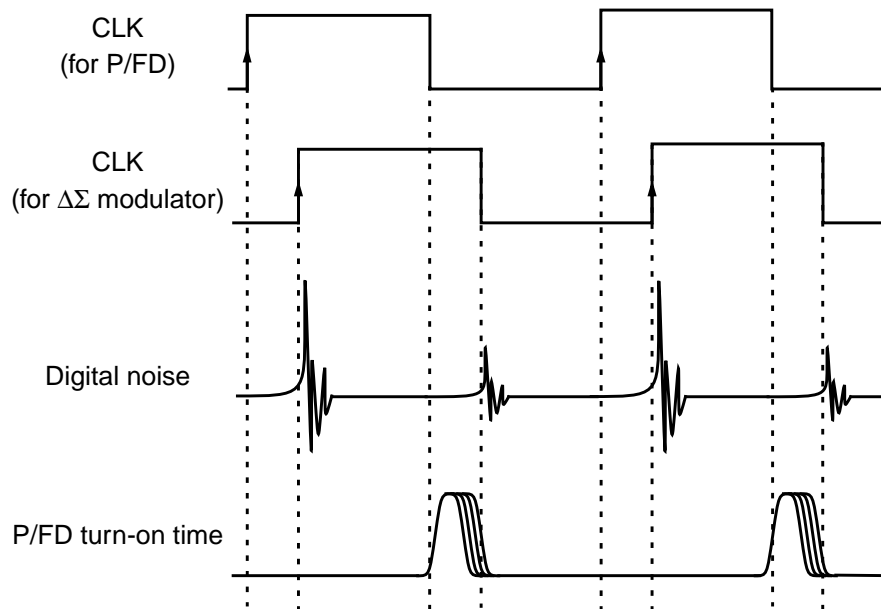 CLK
(for P/FD)
CLK
(for ΔΣ modulator)
Digital noise
P/FD turn-on time